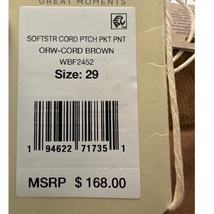 GREAT MOMENTS
SOFTSTR CORD PTCH PKT PNT
ORW-CORD BROWN
WBF2452
Size: 29
1 94622 71735 1
MSRP $ 168.00